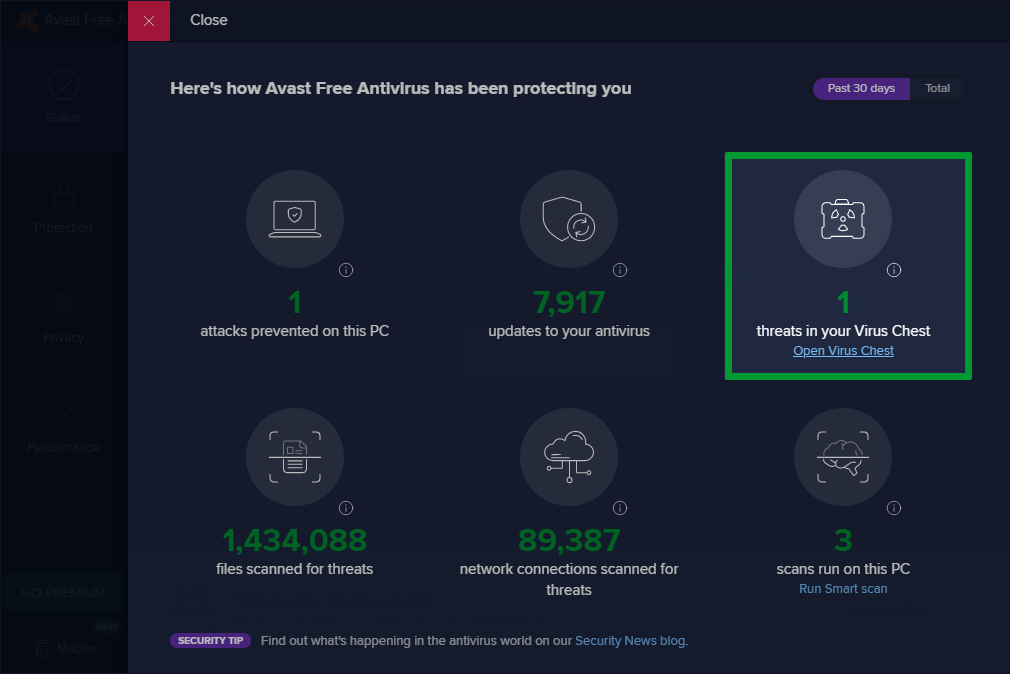 Avast Free A
Close
Status
Protection
Privacy
Performance
GO PREMIUM
NEW
Mobile
Here's how Avast Free Antivirus has been protecting you
Past 30 days
Total
1
attacks prevented on this PC
7,917
updates to your antivirus
1
threats in your Virus Chest
Open Virus Chest
1,434,088
files scanned for threats
89,387
network connections scanned for
threats
3
scans run on this PC
Run Smart scan
SECURITY TIP
Find out what's happening in the antivirus world on our Security News blog.